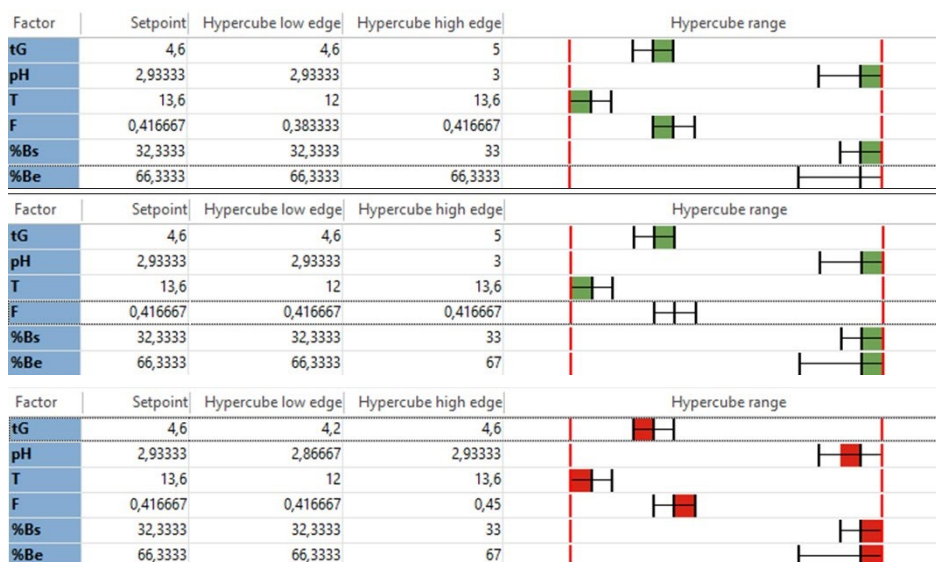 Factor Setpoint Hypercube low edge Hypercube high edge Hypercube range
tG 4,6 4,6 5
pH 2,93333 2,93333 3
T 13,6 12 13,6
F 0,416667 0,383333 0,416667
%Bs 32,3333 32,3333 33
%Be 66,3333 66,3333 66,3333
Factor Setpoint Hypercube low edge Hypercube high edge Hypercube range
tG 4,6 4,6 5
pH 2,93333 2,93333 3
T 13,6 12 13,6
F 0,416667 0,416667 0,416667
%Bs 32,3333 32,3333 33
%Be 66,3333 66,3333 67
Factor Setpoint Hypercube low edge Hypercube high edge Hypercube range
tG 4,6 4,2 4,6
pH 2,93333 2,86667 2,93333
T 13,6 12 13,6
F 0,416667 0,416667 0,45
%Bs 32,3333 32,3333 33
%Be 66,3333 66,3333 67